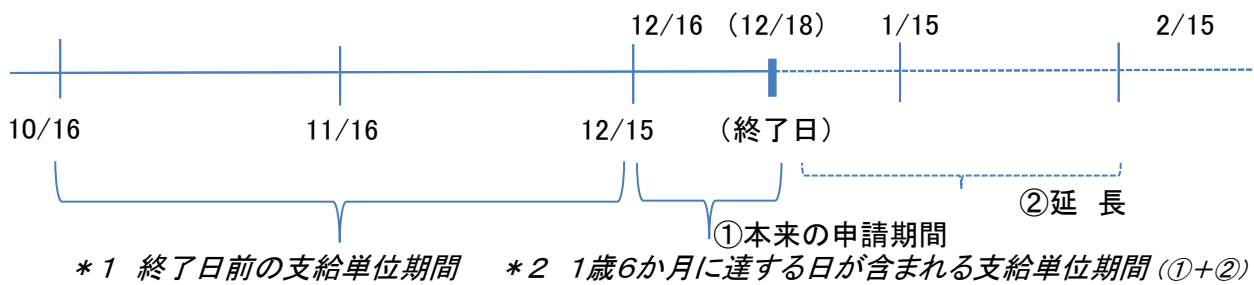 12/16 (12/18) 1/15 2/15
10/16 11/16 12/15 (終了日)
②延 長
①本来の申請期間
*1 終了日前の支給単位期間 *2 1歳6か月に達する日が含まれる支給単位期間(①+②)